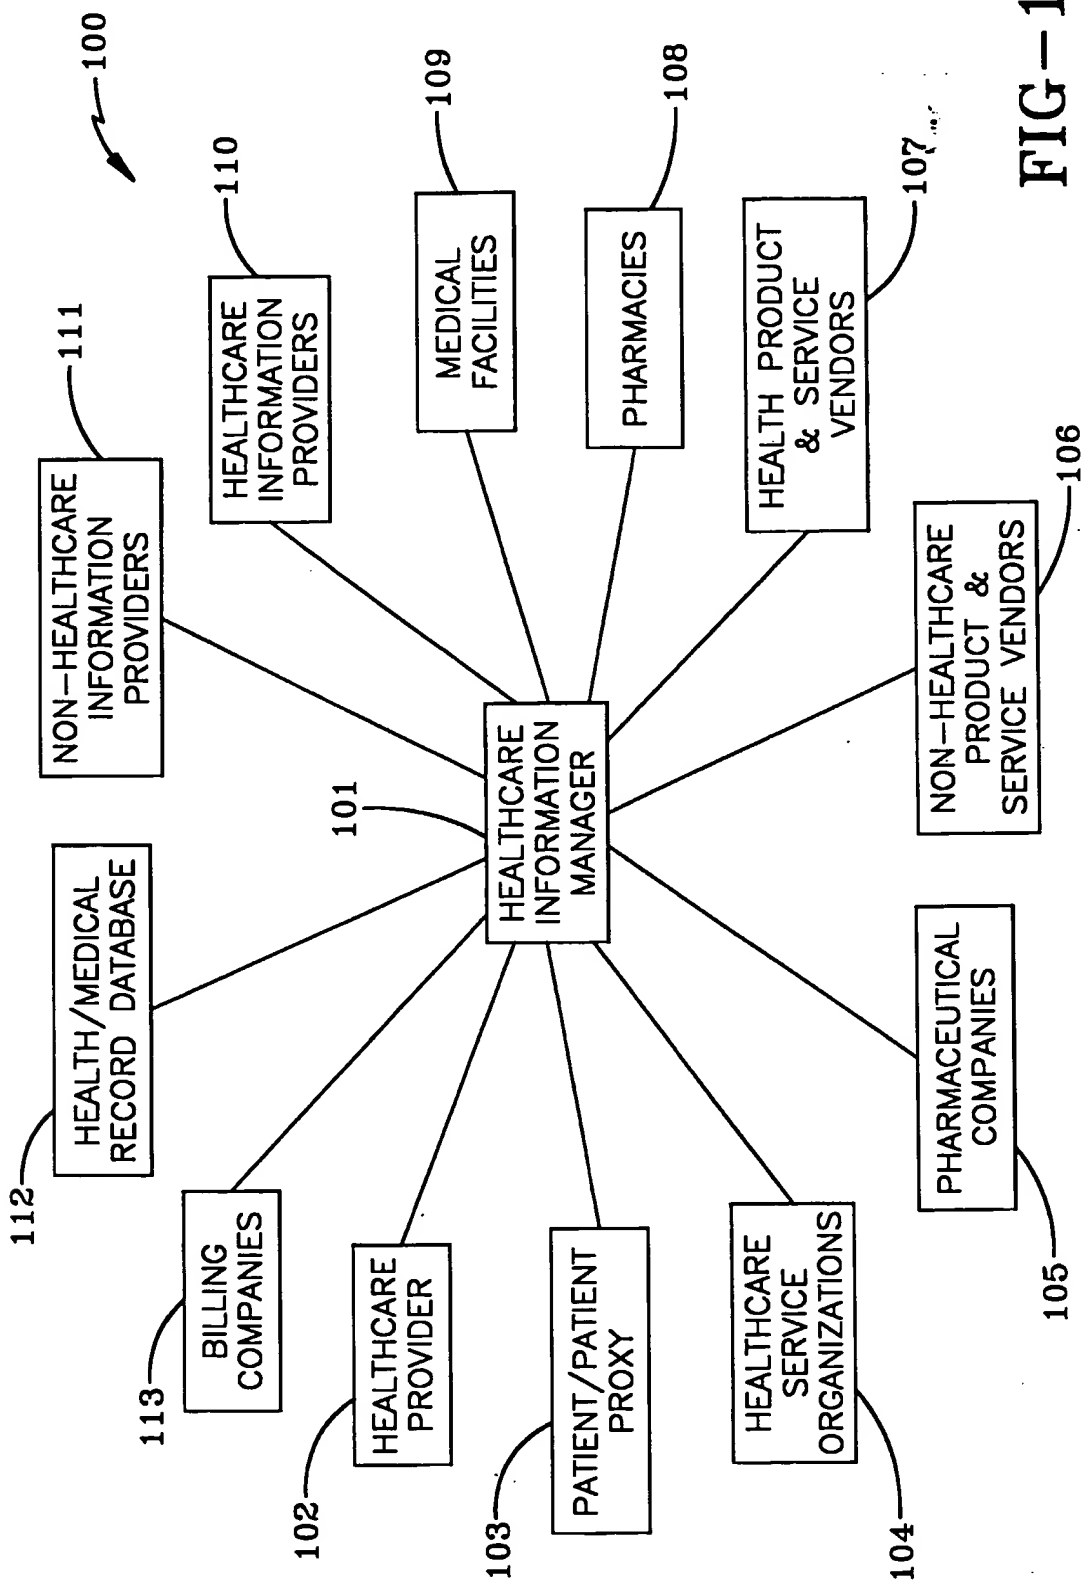 100
111
NON-HEALTHCARE
INFORMATION
PROVIDERS
112
HEALTH/MEDICAL
RECORD DATABASE
110
HEALTHCARE
INFORMATION
PROVIDERS
113
BILLING
COMPANIES
109
MEDICAL
FACILITIES
102
HEALTHCARE
PROVIDER
101
HEALTHCARE
INFORMATION
MANAGER
108
PHARMACIES
103
PATIENT/PATIENT
PROXY
107
HEALTH PRODUCT
& SERVICE
VENDORS
104
HEALTHCARE
SERVICE
ORGANIZATIONS
106
NON-HEALTHCARE
PRODUCT &
SERVICE VENDORS
105
PHARMACEUTICAL
COMPANIES
FIG-1